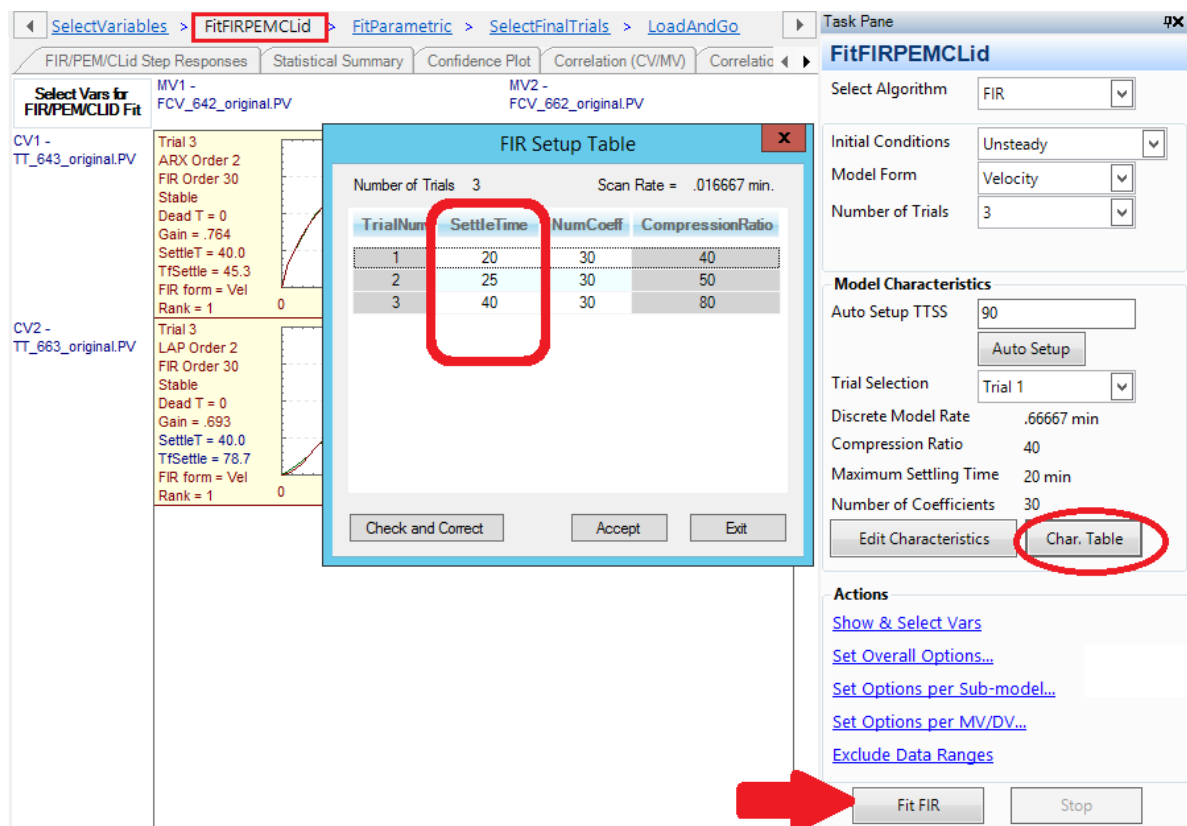 SelectVariables > FitFIRPEMCLid > FitParametric > SelectFinalTrials > LoadAndGo
FIR/PEM/CLid Step Responses Statistical Summary Confidence Plot Correlation (CV/MV)
Select Vars for
FIR/PEM/CLID Fit
MV1 -
FCV_642_original.PV
MV2 -
FCV_662_original.PV
CV1 -
TT_643_original.PV
Trial 3
ARX Order 2
FIR Order 30
Stable
Dead T = 0
Gain = .764
SettleT = 40.0
TfSettle = 45.3
FIR form = Vel
Rank = 1
0
CV2 -
TT_663_original.PV
Trial 3
LAP Order 2
FIR Order 30
Stable
Dead T = 0
Gain = .693
SettleT = 40.0
TfSettle = 78.7
FIR form = Vel
Rank = 1
0
FIR Setup Table
x
Number of Trials 3 Scan Rate = .016667 min.
TrialNum SettleTime NumCoeff CompressionRatio
1 20 30 40
2 25 30 50
3 40 30 80
Check and Correct Accept Exit
Task Pane
FitFIRPEMCLid
Select Algorithm FIR
Initial Conditions Unsteady
Model Form Velocity
Number of Trials 3
Model Characteristics
Auto Setup TTSS 90
Auto Setup
Trial Selection Trial 1
Discrete Model Rate .66667 min
Compression Ratio 40
Maximum Settling Time 20 min
Number of Coefficients 30
Edit Characteristics Char. Table
Actions
Show & Select Vars
Set Overall Options...
Set Options per Sub-model...
Set Options per MV/DV...
Exclude Data Ranges
Fit FIR Stop